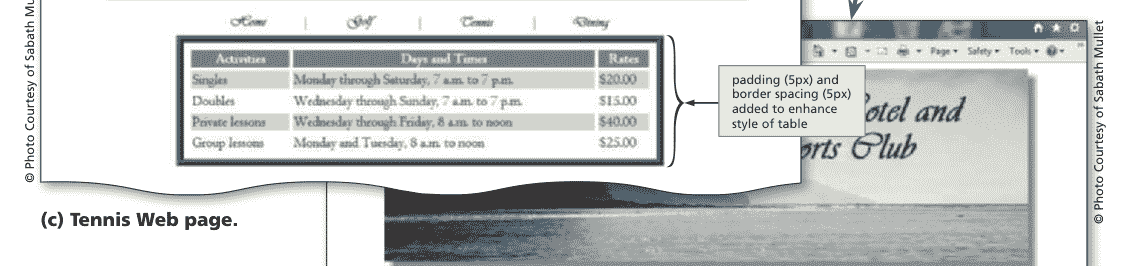 Home | Golf | Tennis | Dining
Activities Days and Times Rates
Singles Monday through Saturday, 7 a.m. to 7 p.m. $20.00
Doubles Wednesday through Sunday, 7 a.m. to 7 p.m. $15.00
Private lessons Wednesday through Friday, 8 a.m. to noon $40.00
Group lessons Monday and Tuesday, 8 a.m. to noon $25.00
padding (5px) and
border spacing (5px)
added to enhance
style of table
Page Safety Tools
otel and
orts Club
(c) Tennis Web page.
© Photo Courtesy of Sabath Mu
© Photo Courtesy of Sabath Mullet